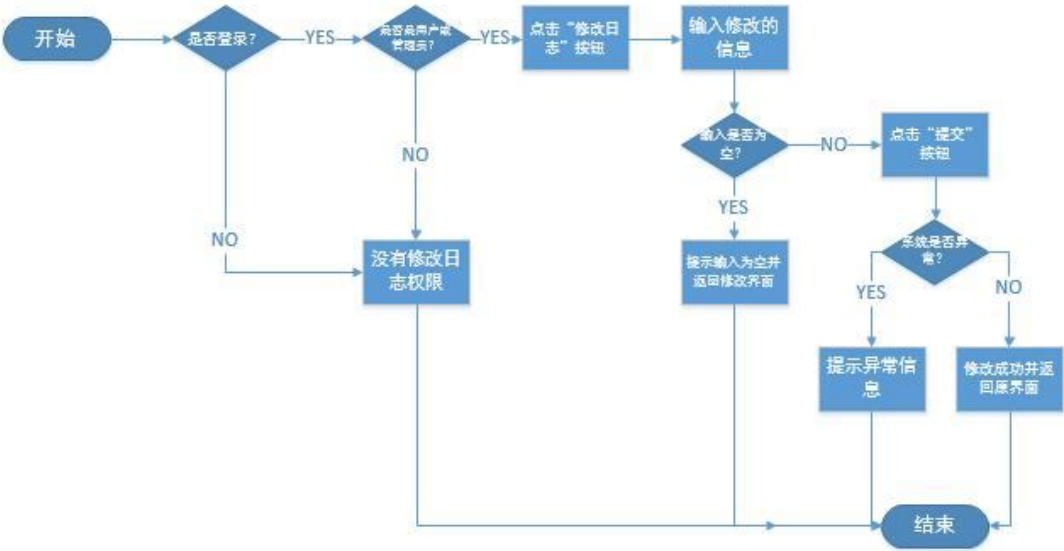 开始
是否登录？
YES
是否是用户或
管理员？
YES
点击“修改日
志”按钮
输入修改的
信息
输入是否为
空？
NO
点击“提交”
按钮
NO
YES
NO
没有修改日
志权限
提示输入为空并
返回修改界面
系统是否异
常？
YES
NO
提示异常信
息
修改成功并返
回原界面
结束